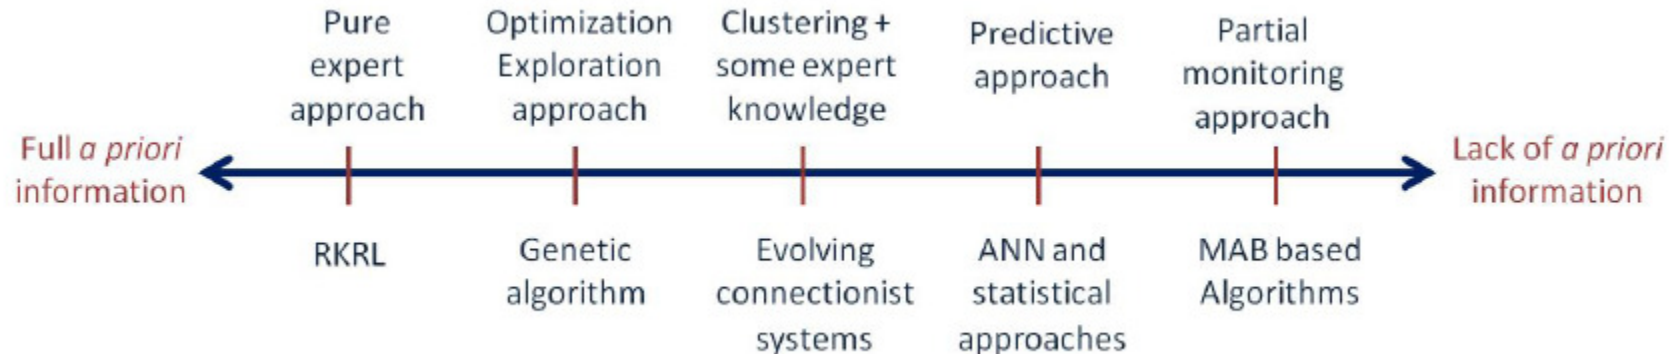 Pure
expert
approach
Optimization
Exploration
approach
Clustering +
some expert
knowledge
Predictive
approach
Partial
monitoring
approach
Full a priori
information
Lack of a priori
information
RKRL
Genetic
algorithm
Evolving
connectionist
systems
ANN and
statistical
approaches
MAB based
Algorithms